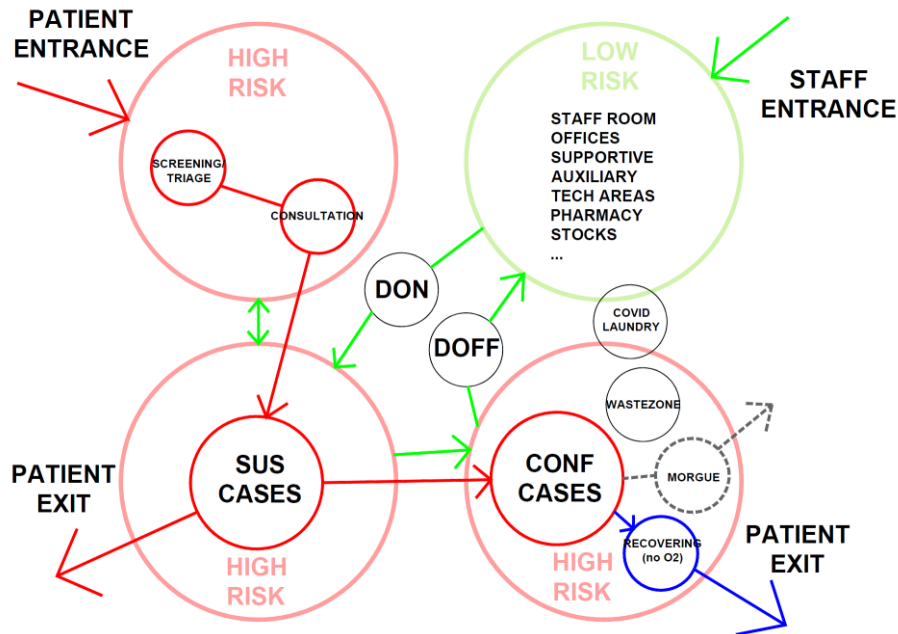 PATIENT
ENTRANCE
HIGH
RISK
SCREENING/
TRIAGE
CONSULTATION
LOW
RISK
STAFF
ENTRANCE
STAFF ROOM
OFFICES
SUPPORTIVE
AUXILIARY
TECH AREAS
PHARMACY
STOCKS
...
DON
DOFF
COVID
LAUNDRY
WASTEZONE
SUS
CASES
HIGH
RISK
PATIENT
EXIT
CONF
CASES
MORGUE
RECOVERING
(no O2)
HIGH
RISK
PATIENT
EXIT